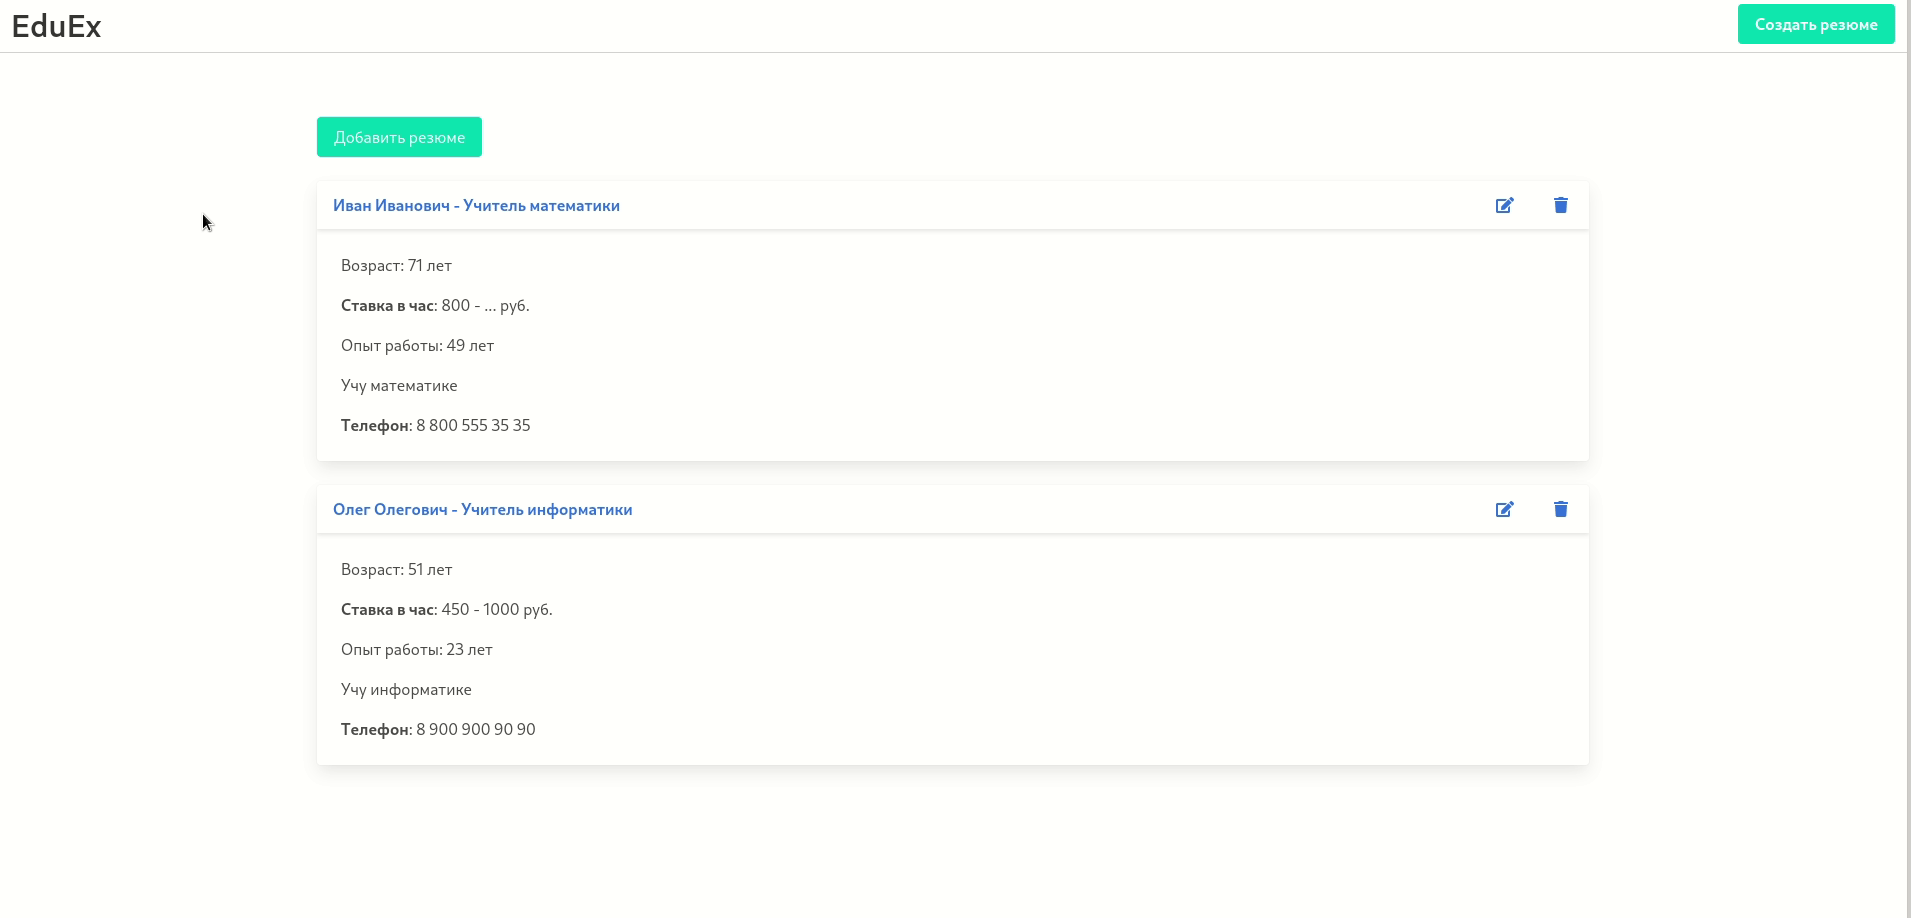 EduEx
Создать резюме
Добавить резюме
Иван Иванович - Учитель математики
Возраст: 71 лет
Ставка в час: 800 - ... руб.
Опыт работы: 49 лет
Учу математике
Телефон: 8 800 555 35 35
Олег Олегович - Учитель информатики
Возраст: 51 лет
Ставка в час: 450 - 1000 руб.
Опыт работы: 23 лет
Учу информатике
Телефон: 8 900 900 90 90